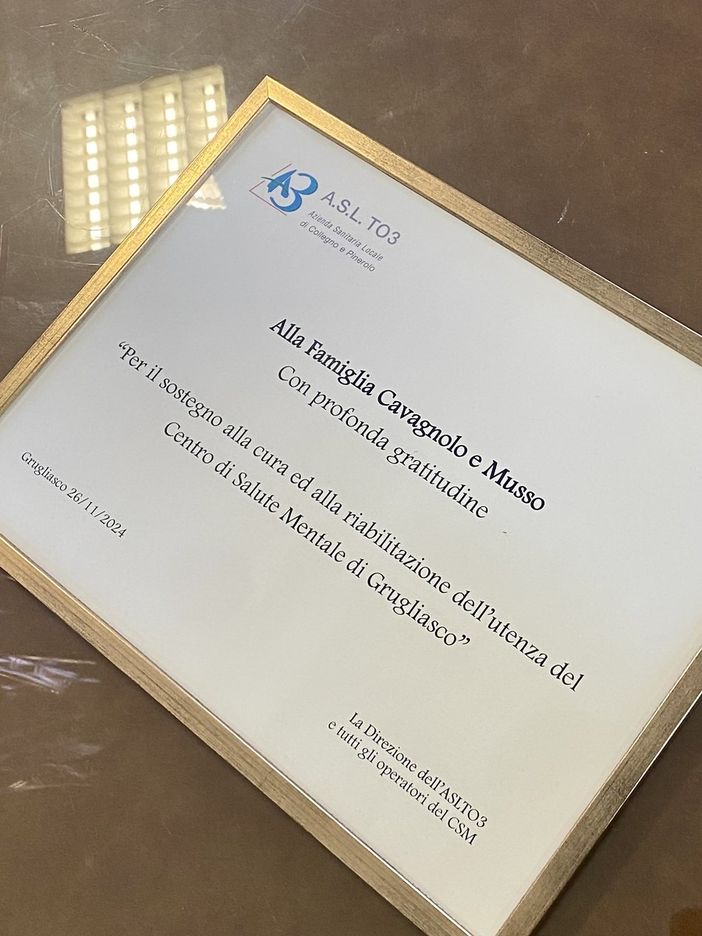 A3 A.S.L. TO3
Azienda Sanitaria Locale
di Collegno e Pinerolo
Alla Famiglia Cavagnolo e Musso
Con profonda gratitudine
“Per il sostegno alla cura ed alla riabilitazione dell’utenza del
Centro di Salute Mentale di Grugliasco”
Grugliasco 26/11/2024
La Direzione dell’ASLTO3
e tutti gli operatori del CSM